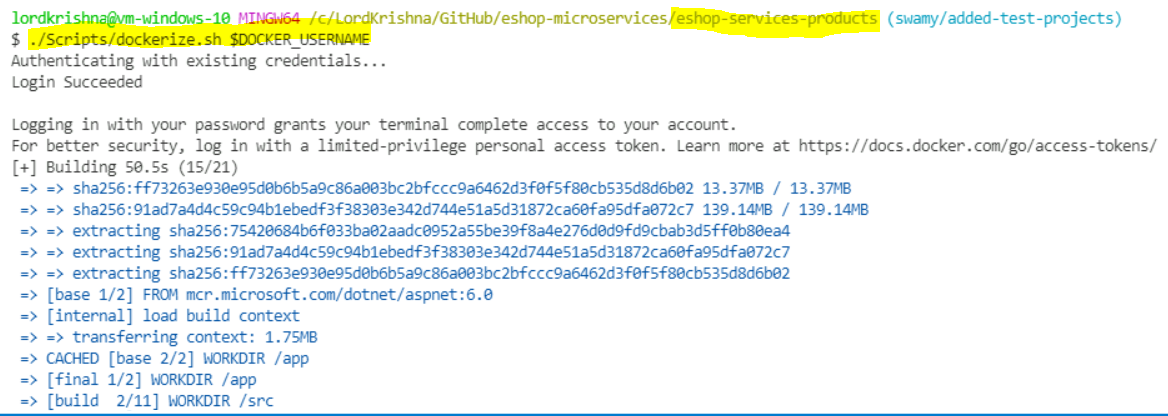 lordkrishna@vm-windows-10 MINGW64 /c/LordKrishna/GitHub/eshop-microservices/eshop-services-products (swamy/added-test-projects)
$ ./Scripts/dockerize.sh $DOCKER_USERNAME
Authenticating with existing credentials...
Login Succeeded
Logging in with your password grants your terminal complete access to your account.
For better security, log in with a limited-privilege personal access token. Learn more at https://docs.docker.com/go/access-tokens/
[+] Building 50.5s (15/21)
=> => sha256:ff73263e930e95d0b6b5a9c86a003bc2bfccc9a6462d3f0f5f80cb535d8d6b02 13.37MB / 13.37MB
=> => sha256:91ad7a4d4c59c94b1ebedf3f38303e342d744e51a5d31872ca60fa95dfa072c7 139.14MB / 139.14MB
=> => extracting sha256:75420684b6f033ba02aadc0952a55be39f8a4e276d0d9fd9cbab3d5ff0b80ea4
=> => extracting sha256:91ad7a4d4c59c94b1ebedf3f38303e342d744e51a5d31872ca60fa95dfa072c7
=> => extracting sha256:ff73263e930e95d0b6b5a9c86a003bc2bfccc9a6462d3f0f5f80cb535d8d6b02
=> [base 1/2] FROM mcr.microsoft.com/dotnet/aspnet:6.0
=> [internal] load build context
=> => transferring context: 1.75MB
=> CACHED [base 2/2] WORKDIR /app
=> [final 1/2] WORKDIR /app
=> [build  2/11] WORKDIR /src